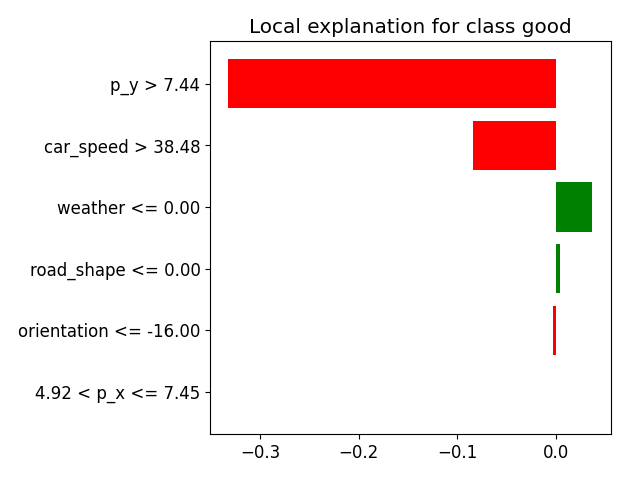 Local explanation for class good
p_y > 7.44
car_speed > 38.48
weather <= 0.00
road_shape <= 0.00
orientation <= -16.00
4.92 < p_x <= 7.45
−0.3 −0.2 −0.1 0.0